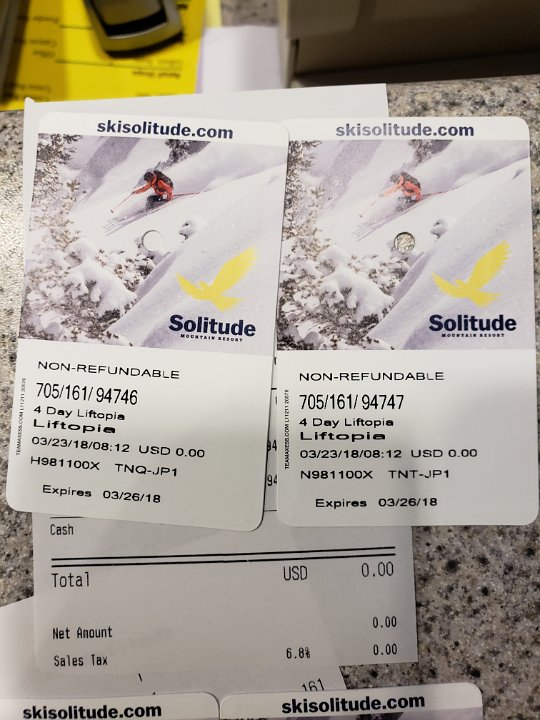 skisolitude.com
Solitude
MOUNTAIN RESORT
NON-REFUNDABLE
705/161/ 94746
4 Day Liftopia
Liftopia
03/23/18/08:12 USD 0.00
H981100X TNQ-JP1
Expires 03/26/18
skisolitude.com
Solitude
MOUNTAIN RESORT
NON-REFUNDABLE
705/161/ 94747
4 Day Liftopia
Liftopia
03/23/18/08:12 USD 0.00
N981100X TNT-JP1
Expires 03/26/18
Cash
Total USD 0.00
Net Amount 0.00
Sales Tax 6.8% 0.00
161
skisolitude.com
skisolitude.com